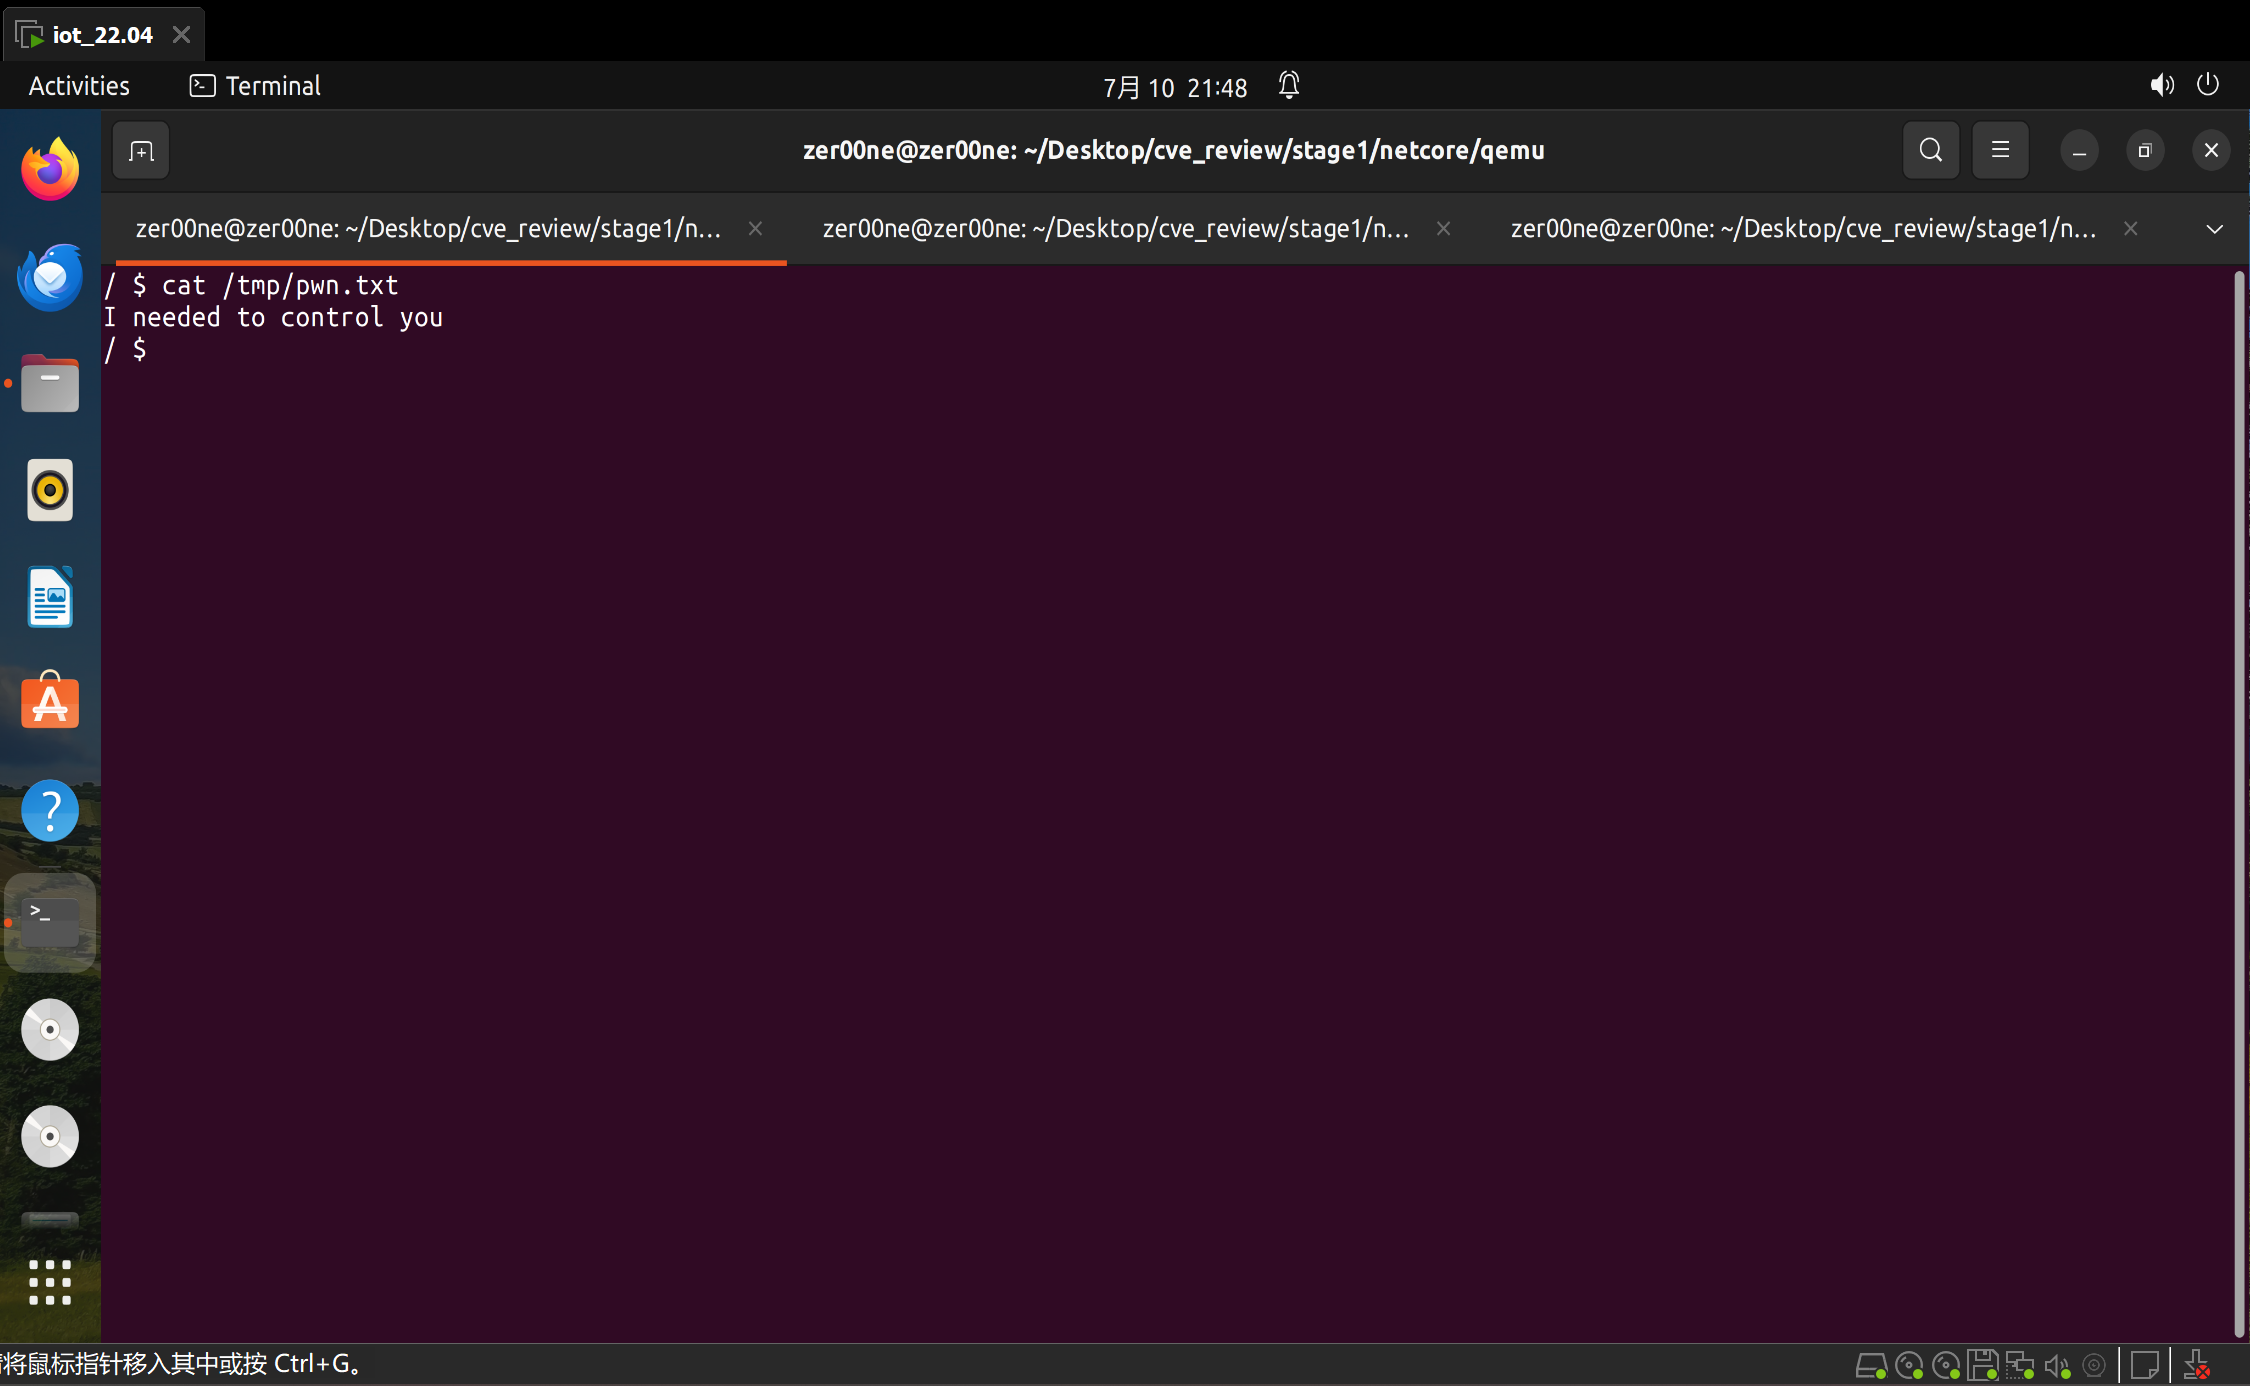 iot_22.04
Activities
Terminal
7月 10 21:48
zer00ne@zer00ne: ~/Desktop/cve_review/stage1/netcore/qemu
zer00ne@zer00ne: ~/Desktop/cve_review/stage1/n...
zer00ne@zer00ne: ~/Desktop/cve_review/stage1/n...
zer00ne@zer00ne: ~/Desktop/cve_review/stage1/n...
/ $ cat /tmp/pwn.txt
I needed to control you
/ $
将鼠标指针移入其中或按 Ctrl+G。